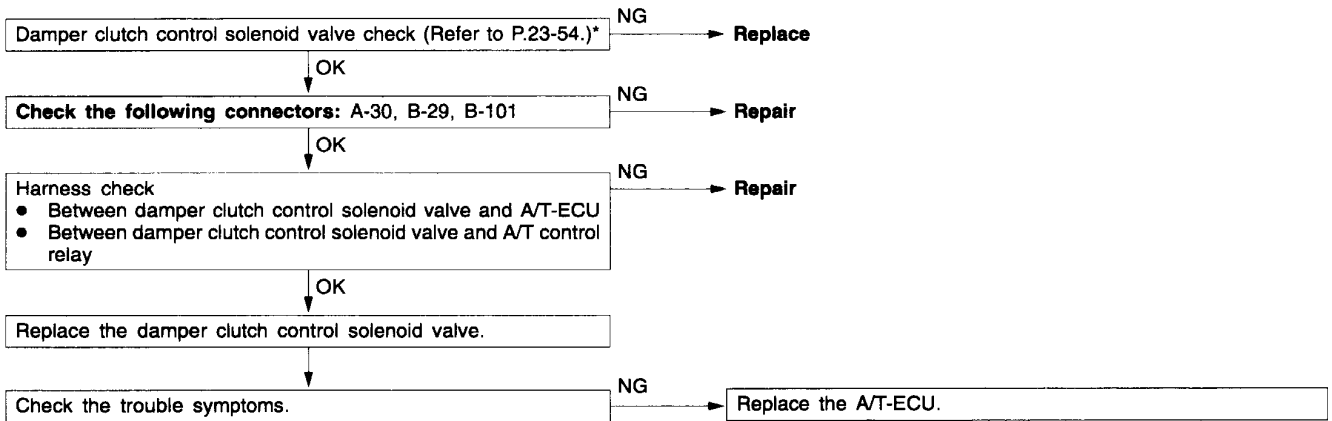 NG
Damper clutch control solenoid valve check (Refer to P.23-54.)*
Replace
OK
NG
Check the following connectors: A-30, B-29, B-101
Repair
OK
NG
Harness check
Repair
● Between damper clutch control solenoid valve and A/T-ECU
● Between damper clutch control solenoid valve and A/T control
relay
OK
Replace the damper clutch control solenoid valve.
NG
Check the trouble symptoms.
Replace the A/T-ECU.